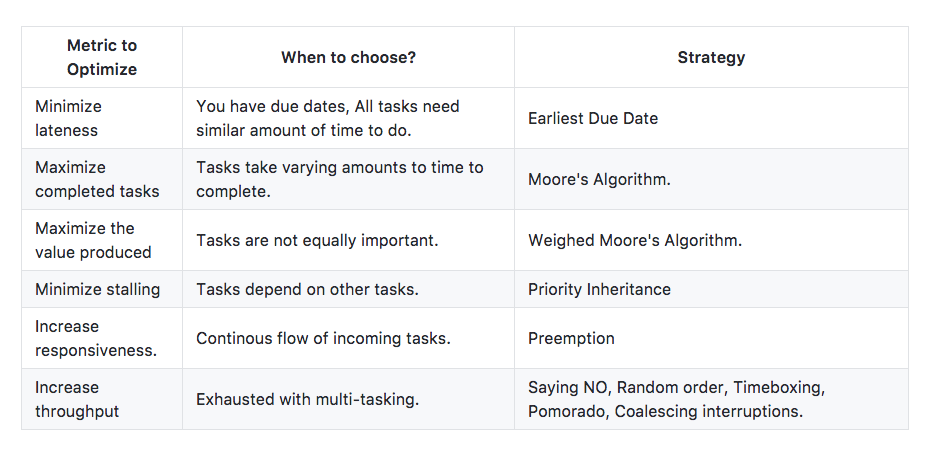 Metric to
Optimize
When to choose?
Strategy
Minimize
lateness
You have due dates, All tasks need
similar amount of time to do.
Earliest Due Date
Maximize
completed tasks
Tasks take varying amounts to time to
complete.
Moore's Algorithm.
Maximize the
value produced
Tasks are not equally important.
Weighed Moore's Algorithm.
Minimize stalling
Tasks depend on other tasks.
Priority Inheritance
Increase
responsiveness.
Continous flow of incoming tasks.
Preemption
Increase
throughput
Exhausted with multi-tasking.
Saying NO, Random order, Timeboxing,
Pomorado, Coalescing interruptions.